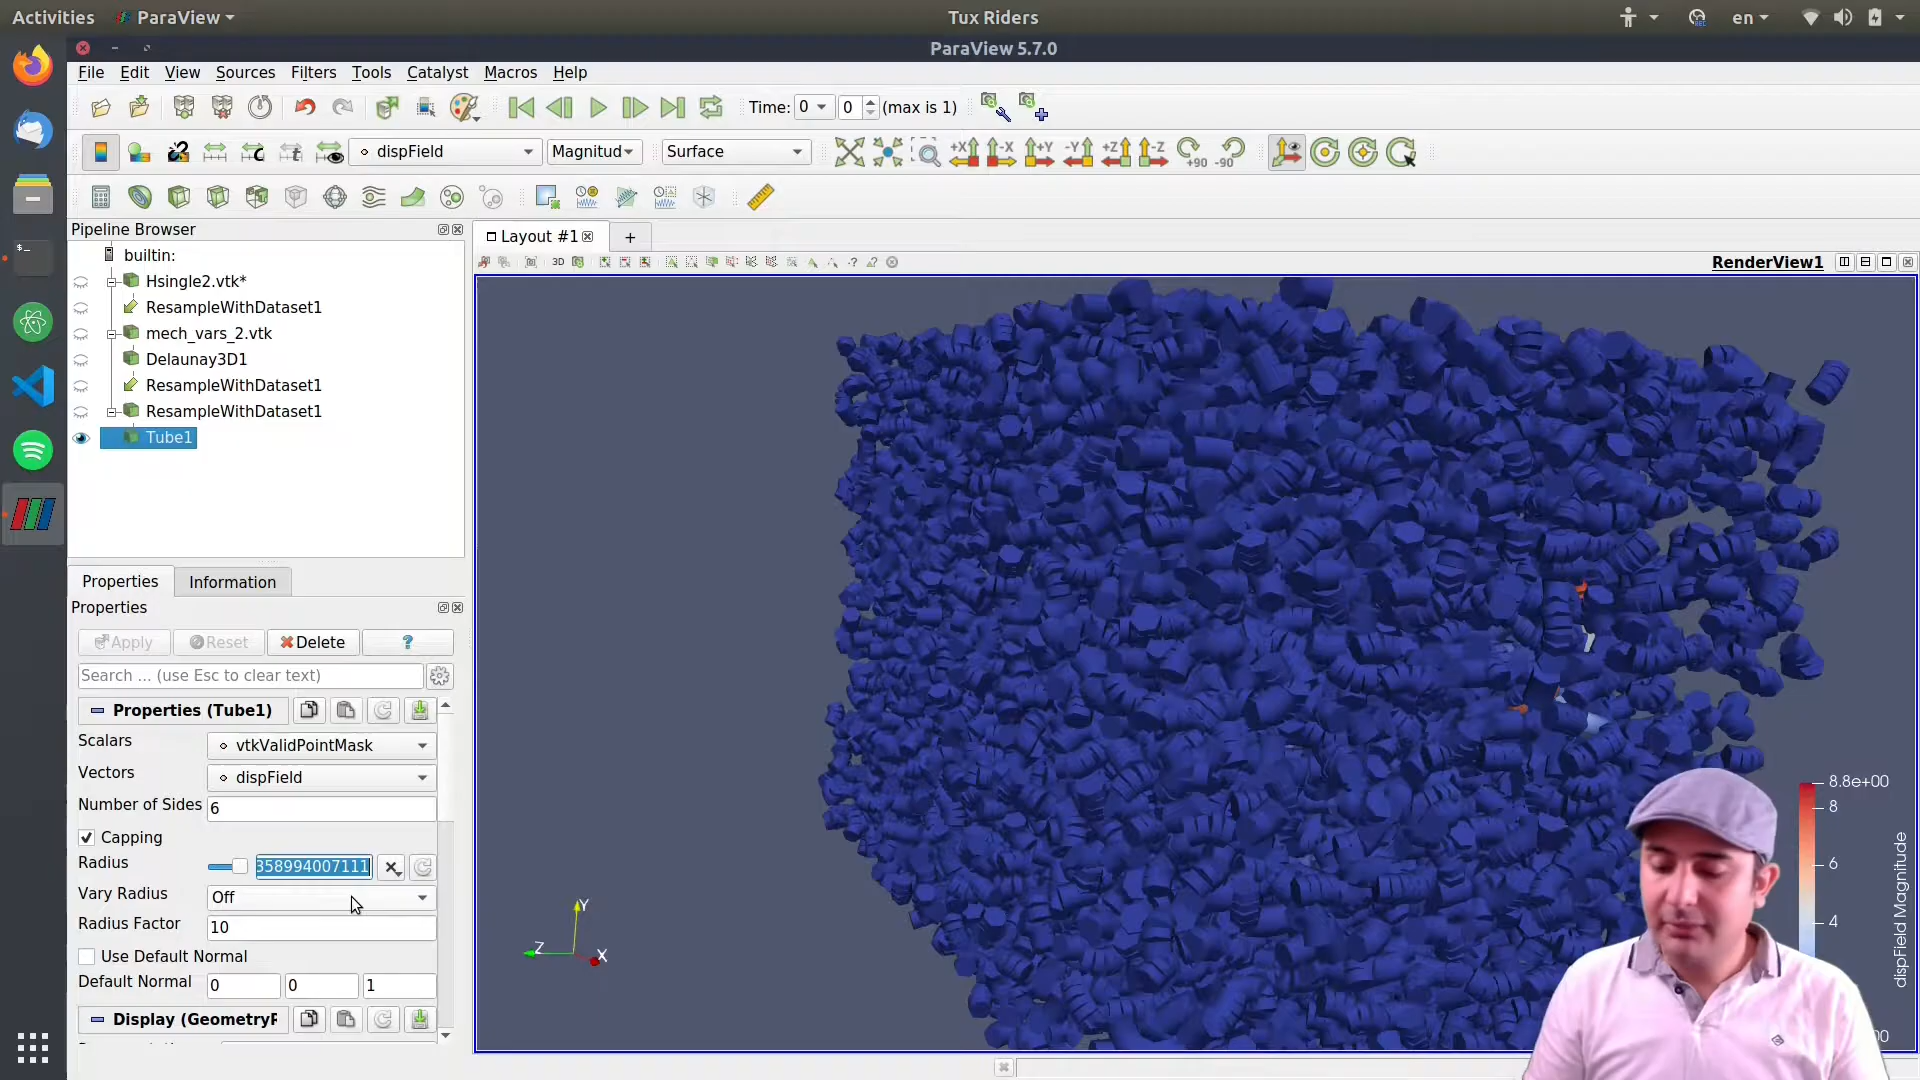 Activities
ParaView
Tux Riders
en
ParaView 5.7.0
File Edit View Sources Filters Tools Catalyst Macros Help
Time: 0 0 (max is 1)
dispField Magnitud Surface
+X -X +Y -Y +Z -Z +90 -90
Pipeline Browser
Layout #1
+
builtin:
3D
RenderView1
Hsingle2.vtk*
ResampleWithDataset1
mech_vars_2.vtk
Delaunay3D1
ResampleWithDataset1
ResampleWithDataset1
Tube1
Properties Information
Properties
Apply Reset Delete ?
Search ... (use Esc to clear text)
Properties (Tube1)
Scalars vtkValidPointMask
Vectors dispField
Number of Sides 6
Capping
Radius 358994007111
Vary Radius Off
Radius Factor 10
Use Default Normal
Default Normal 0 0 1
Display (GeometryR
Y
Z
X
8.8e+00
8
6
4
dispField Magnitude